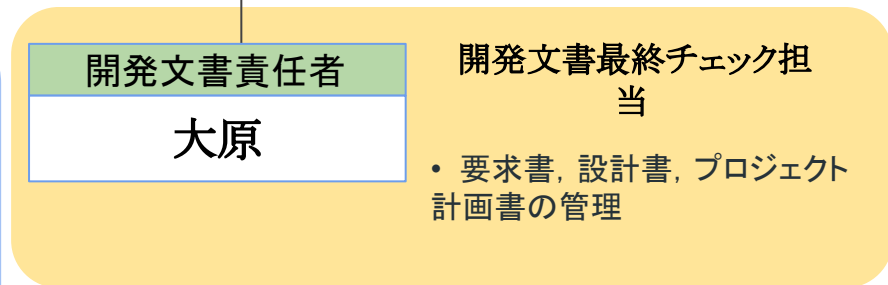 開発文書責任者
大原
開発文書最終チェック担
当
• 要求書, 設計書, プロジェクト
計画書の管理